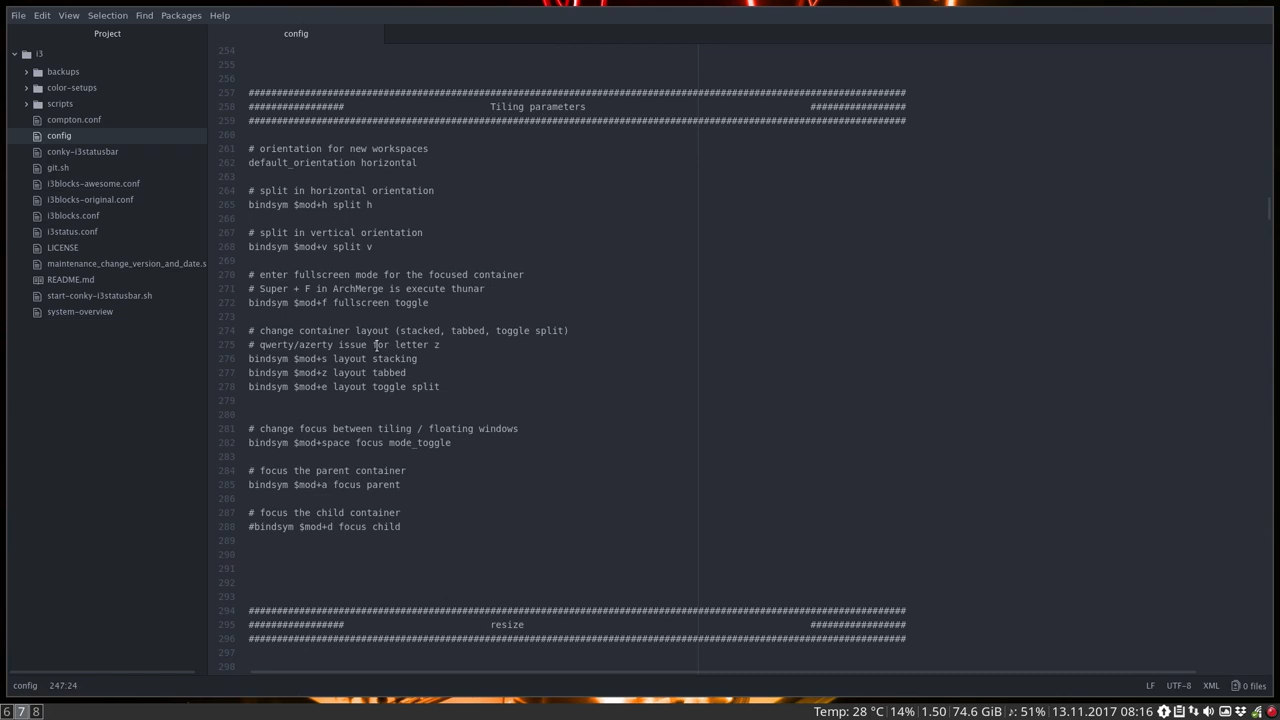 File Edit View Selection Find Packages Help
Project
config
i3
backups
color-setups
scripts
compton.conf
config
conky-i3statusbar
git.sh
i3blocks-awesome.conf
i3blocks-original.conf
i3blocks.conf
i3status.conf
LICENSE
maintenance_change_version_and_date.s
README.md
start-conky-i3statusbar.sh
system-overview
254
255
256
257 #####################################################################################################################
258 ################# Tiling parameters #################
259 #####################################################################################################################
260
261 # orientation for new workspaces
262 default_orientation horizontal
263
264 # split in horizontal orientation
265 bindsym $mod+h split h
266
267 # split in vertical orientation
268 bindsym $mod+v split v
269
270 # enter fullscreen mode for the focused container
271 # Super + F in ArchMerge is execute thunar
272 bindsym $mod+f fullscreen toggle
273
274 # change container layout (stacked, tabbed, toggle split)
275 # qwerty/azerty issue for letter z
276 bindsym $mod+s layout stacking
277 bindsym $mod+z layout tabbed
278 bindsym $mod+e layout toggle split
279
280
281 # change focus between tiling / floating windows
282 bindsym $mod+space focus mode_toggle
283
284 # focus the parent container
285 bindsym $mod+a focus parent
286
287 # focus the child container
288 #bindsym $mod+d focus child
289
290
291
292
293
294 #####################################################################################################################
295 ################# resize #################
296 #####################################################################################################################
297
298
config 247:24 LF UTF-8 XML 0 files
6 7 8 Temp: 28 °C 14% 1.50 74.6 GiB ♪: 51% 13.11.2017 08:16